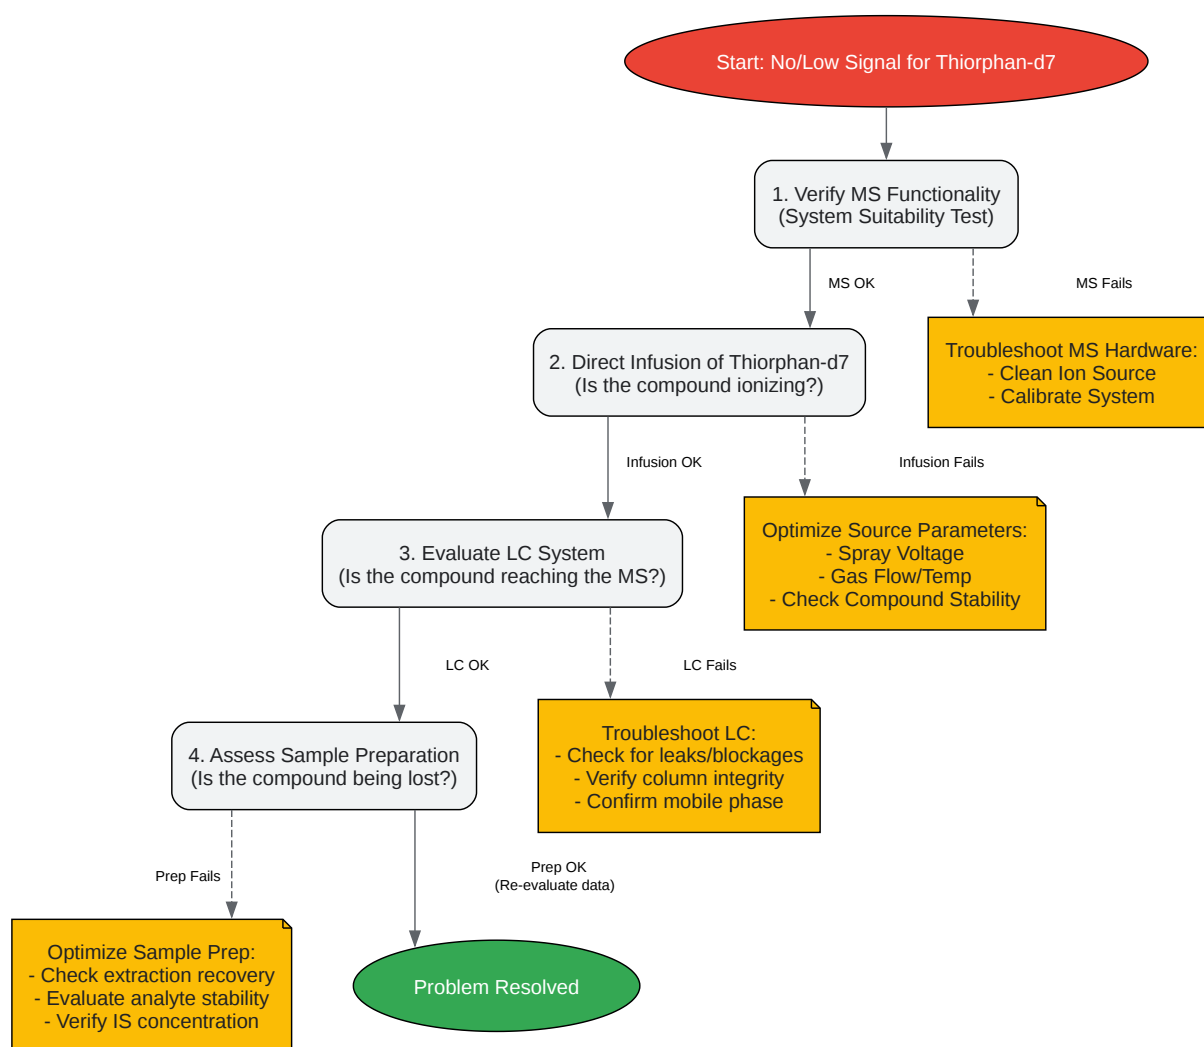 Start: No/Low Signal for Thiorphan-d7
1. Verify MS Functionality
(System Suitability Test)
MS OK
MS Fails
Troubleshoot MS Hardware:
- Clean Ion Source
- Calibrate System
2. Direct Infusion of Thiorphan-d7
(Is the compound ionizing?)
Infusion OK
Infusion Fails
Optimize Source Parameters:
- Spray Voltage
- Gas Flow/Temp
- Check Compound Stability
3. Evaluate LC System
(Is the compound reaching the MS?)
LC OK
LC Fails
Troubleshoot LC:
- Check for leaks/blockages
- Verify column integrity
- Confirm mobile phase
4. Assess Sample Preparation
(Is the compound being lost?)
Prep Fails
Prep OK
(Re-evaluate data)
Optimize Sample Prep:
- Check extraction recovery
- Evaluate analyte stability
- Verify IS concentration
Problem Resolved